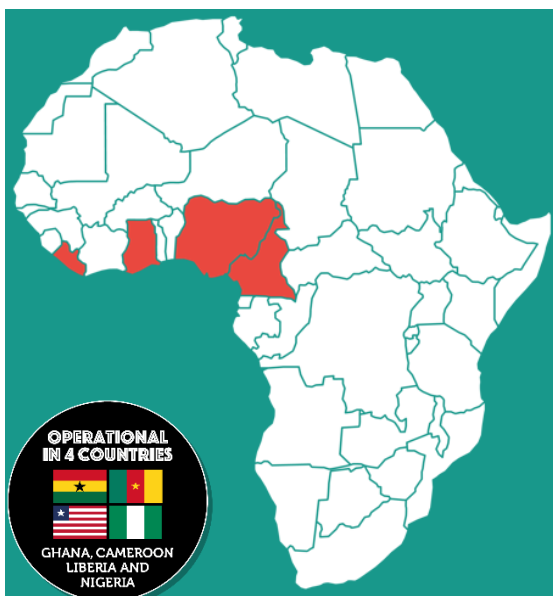 OPERATIONAL
IN 4 COUNTRIES
GHANA, CAMEROON
LIBERIA AND
NIGERIA